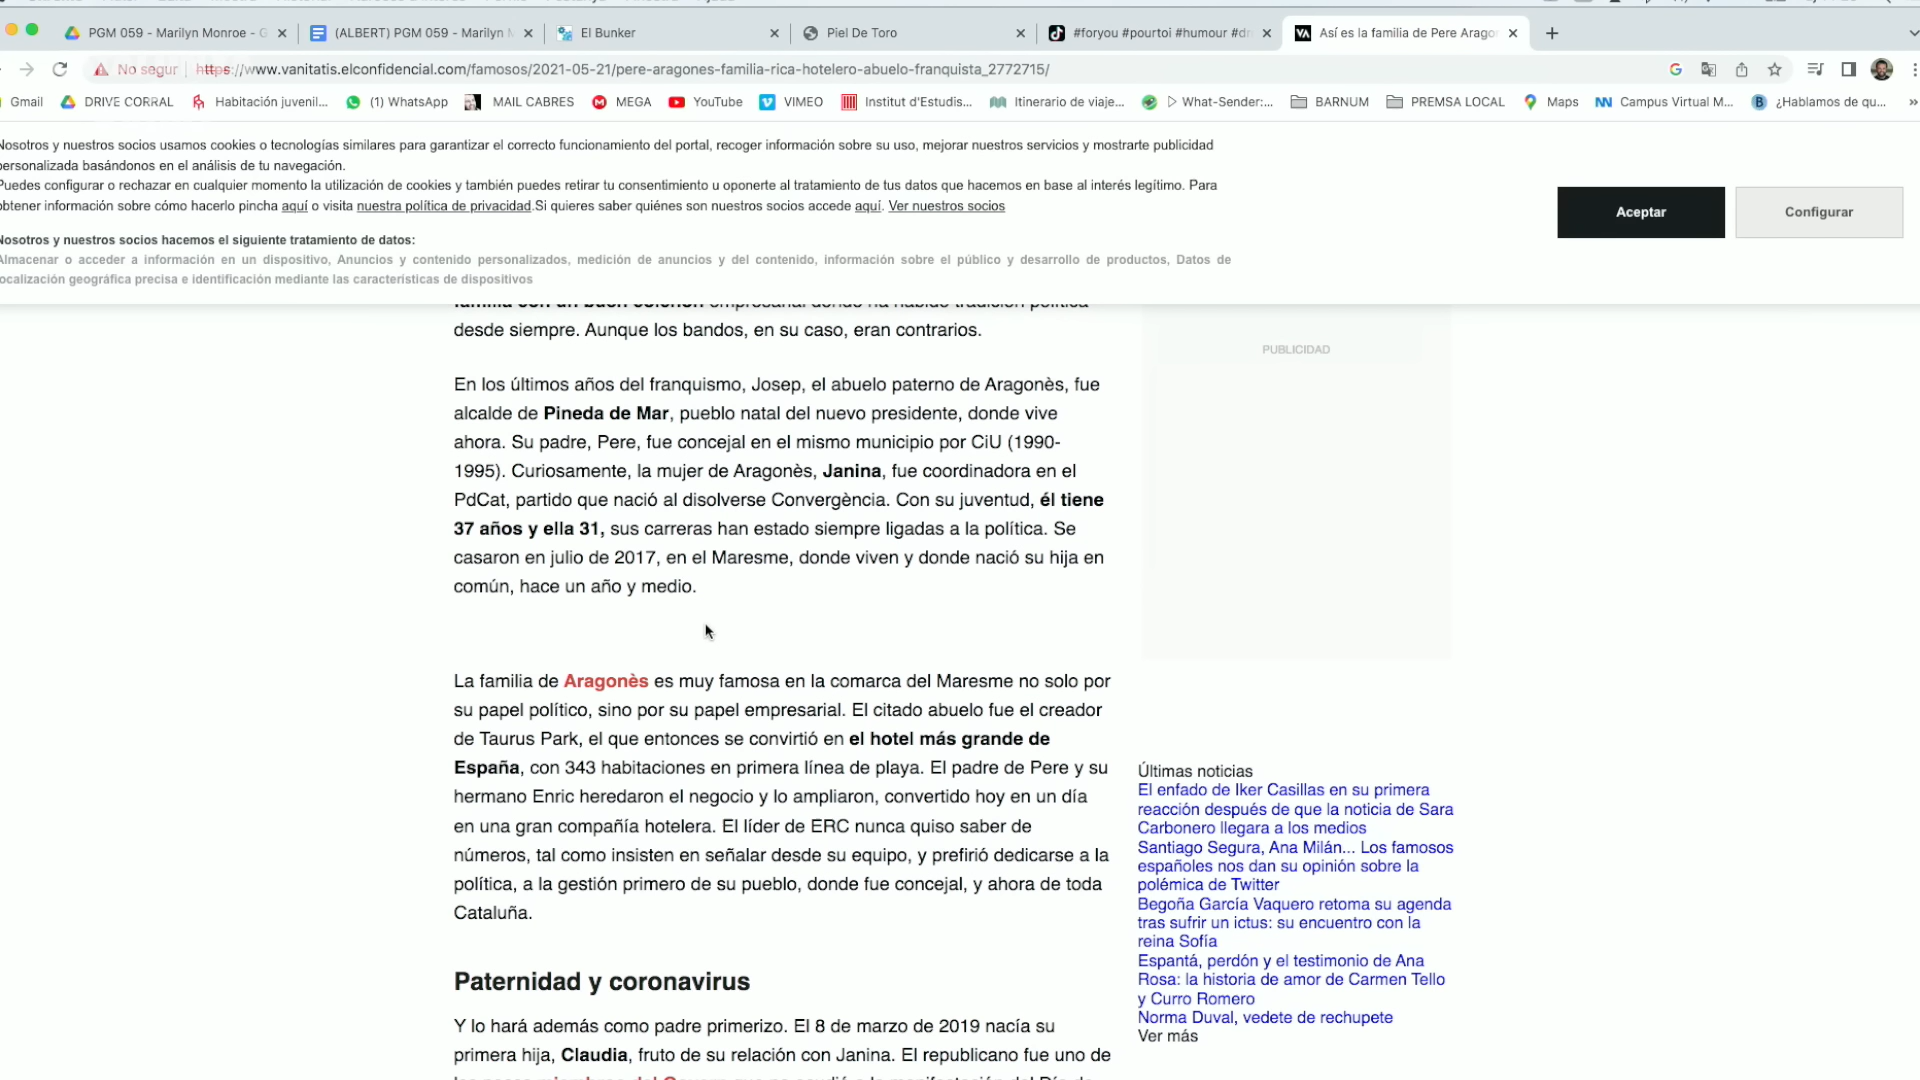 PGM 059 - Marilyn Monroe - G
(ALBERT) PGM 059 - Marilyn M
El Bunker
Piel De Toro
#foryou #pourtoi #humour #dr
Así es la familia de Pere Arago
No segur
https://www.vanitatis.elconfidencial.com/famosos/2021-05-21/pere-aragones-familia-rica-hotelero-abuelo-franquista_2772715/
Gmail
DRIVE CORRAL
Habitación juvenil...
(1) WhatsApp
MAIL CABRES
MEGA
YouTube
VIMEO
Institut d'Estudis...
Itinerario de viaje...
What-Sender:...
BARNUM
PREMSA LOCAL
Maps
Campus Virtual M...
¿Hablamos de qu...
Nosotros y nuestros socios usamos cookies o tecnologías similares para garantizar el correcto funcionamiento del portal, recoger información sobre su uso, mejorar nuestros servicios y mostrarte publicidad
personalizada basándonos en el análisis de tu navegación.
Puedes configurar o rechazar en cualquier momento la utilización de cookies y también puedes retirar tu consentimiento u oponerte al tratamiento de tus datos que hacemos en base al interés legítimo. Para
obtener información sobre cómo hacerlo pincha aquí o visita nuestra política de privacidad.Si quieres saber quiénes son nuestros socios accede aquí. Ver nuestros socios
Nosotros y nuestros socios hacemos el siguiente tratamiento de datos:
Almacenar o acceder a información en un dispositivo, Anuncios y contenido personalizados, medición de anuncios y del contenido, información sobre el público y desarrollo de productos, Datos de
localización geográfica precisa e identificación mediante las características de dispositivos
Aceptar
Configurar
familia con un buen colchón empresarial donde ha habido tradición política
desde siempre. Aunque los bandos, en su caso, eran contrarios.
En los últimos años del franquismo, Josep, el abuelo paterno de Aragonès, fue
alcalde de Pineda de Mar, pueblo natal del nuevo presidente, donde vive
ahora. Su padre, Pere, fue concejal en el mismo municipio por CiU (1990-
1995). Curiosamente, la mujer de Aragonès, Janina, fue coordinadora en el
PdCat, partido que nació al disolverse Convergència. Con su juventud, él tiene
37 años y ella 31, sus carreras han estado siempre ligadas a la política. Se
casaron en julio de 2017, en el Maresme, donde viven y donde nació su hija en
común, hace un año y medio.
La familia de Aragonès es muy famosa en la comarca del Maresme no solo por
su papel político, sino por su papel empresarial. El citado abuelo fue el creador
de Taurus Park, el que entonces se convirtió en el hotel más grande de
España, con 343 habitaciones en primera línea de playa. El padre de Pere y su
hermano Enric heredaron el negocio y lo ampliaron, convertido hoy en un día
en una gran compañía hotelera. El líder de ERC nunca quiso saber de
números, tal como insisten en señalar desde su equipo, y prefirió dedicarse a la
política, a la gestión primero de su pueblo, donde fue concejal, y ahora de toda
Cataluña.
Paternidad y coronavirus
Y lo hará además como padre primerizo. El 8 de marzo de 2019 nacía su
primera hija, Claudia, fruto de su relación con Janina. El republicano fue uno de
PUBLICIDAD
Últimas noticias
El enfado de Iker Casillas en su primera
reacción después de que la noticia de Sara
Carbonero llegara a los medios
Santiago Segura, Ana Milán... Los famosos
españoles nos dan su opinión sobre la
polémica de Twitter
Begoña García Vaquero retoma su agenda
tras sufrir un ictus: su encuentro con la
reina Sofía
Espantá, perdón y el testimonio de Ana
Rosa: la historia de amor de Carmen Tello
y Curro Romero
Norma Duval, vedete de rechupete
Ver más